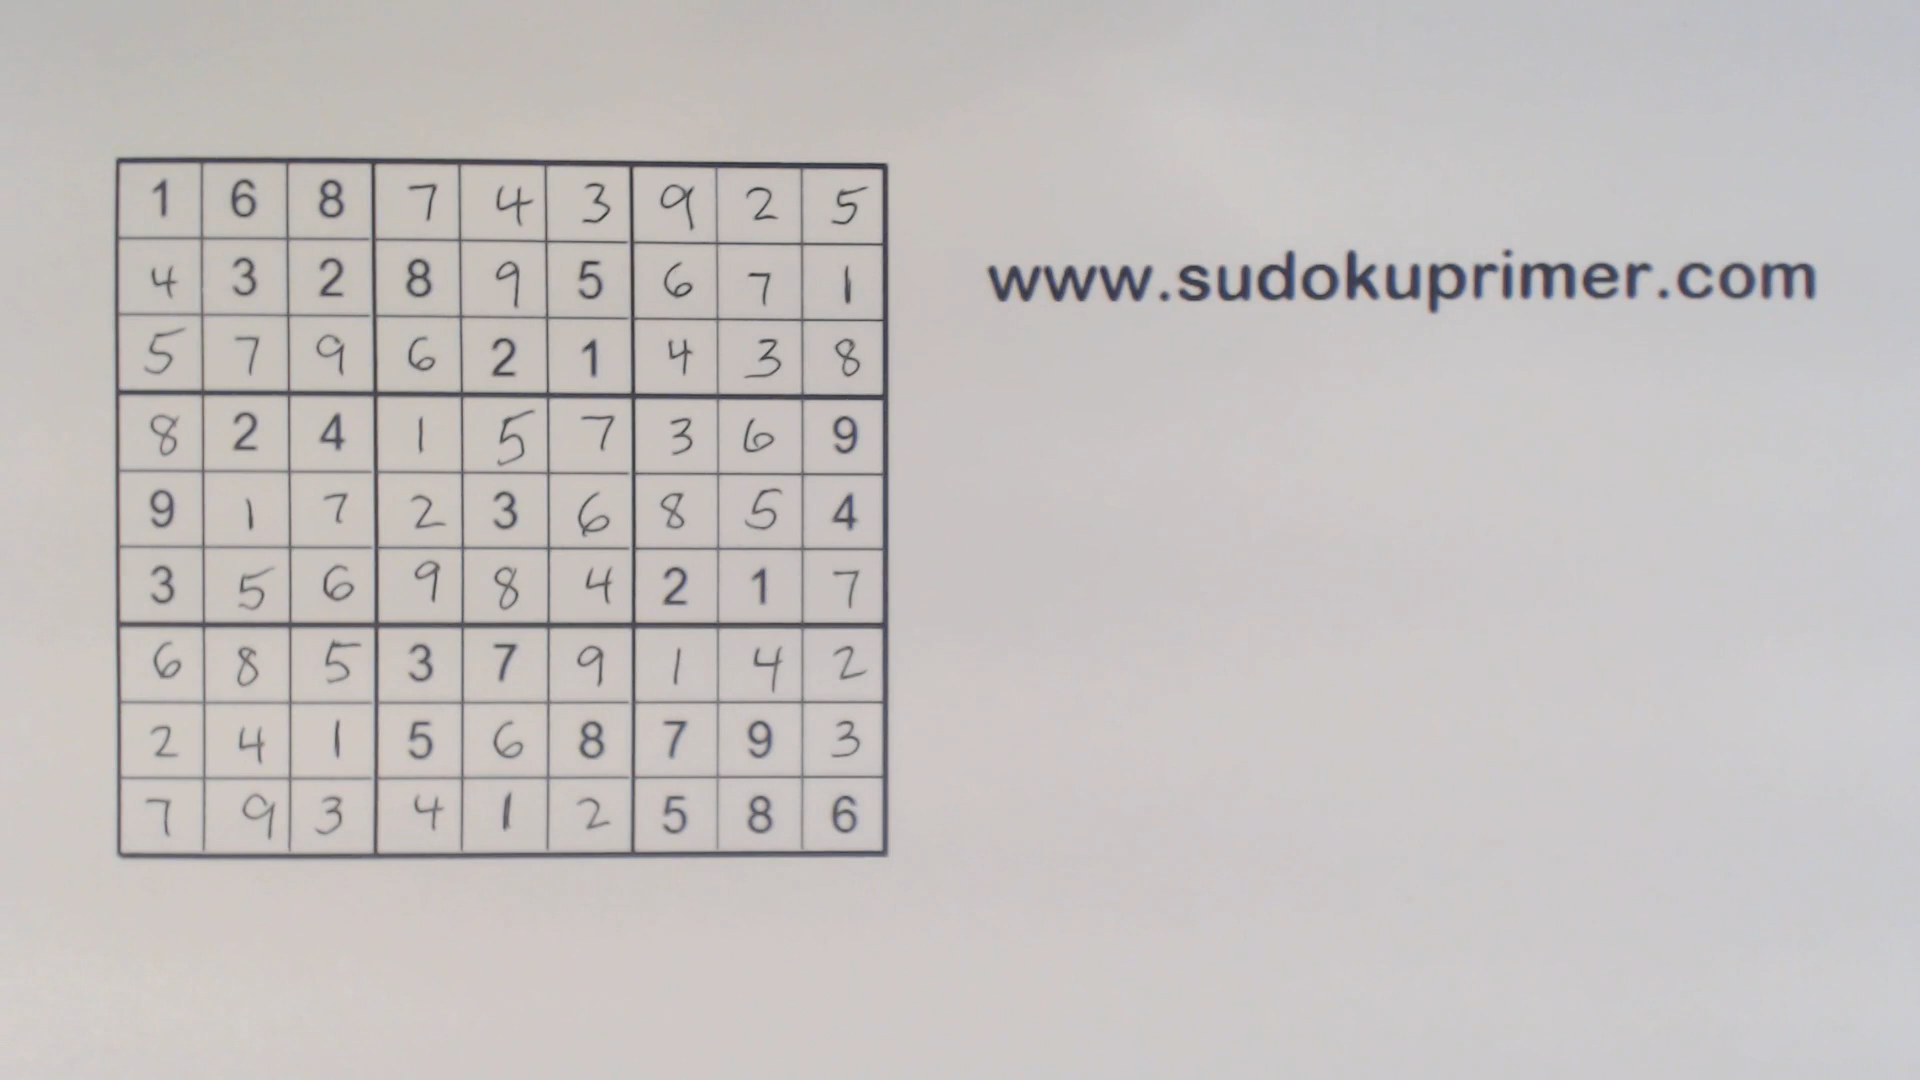 1 6 8 7 4 3 9 2 5
4 3 2 8 9 5 6 7 1
5 7 9 6 2 1 4 3 8
8 2 4 1 5 7 3 6 9
9 1 7 2 3 6 8 5 4
3 5 6 9 8 4 2 1 7
6 8 5 3 7 9 1 4 2
2 4 1 5 6 8 7 9 3
7 9 3 4 1 2 5 8 6
www.sudokuprimer.com